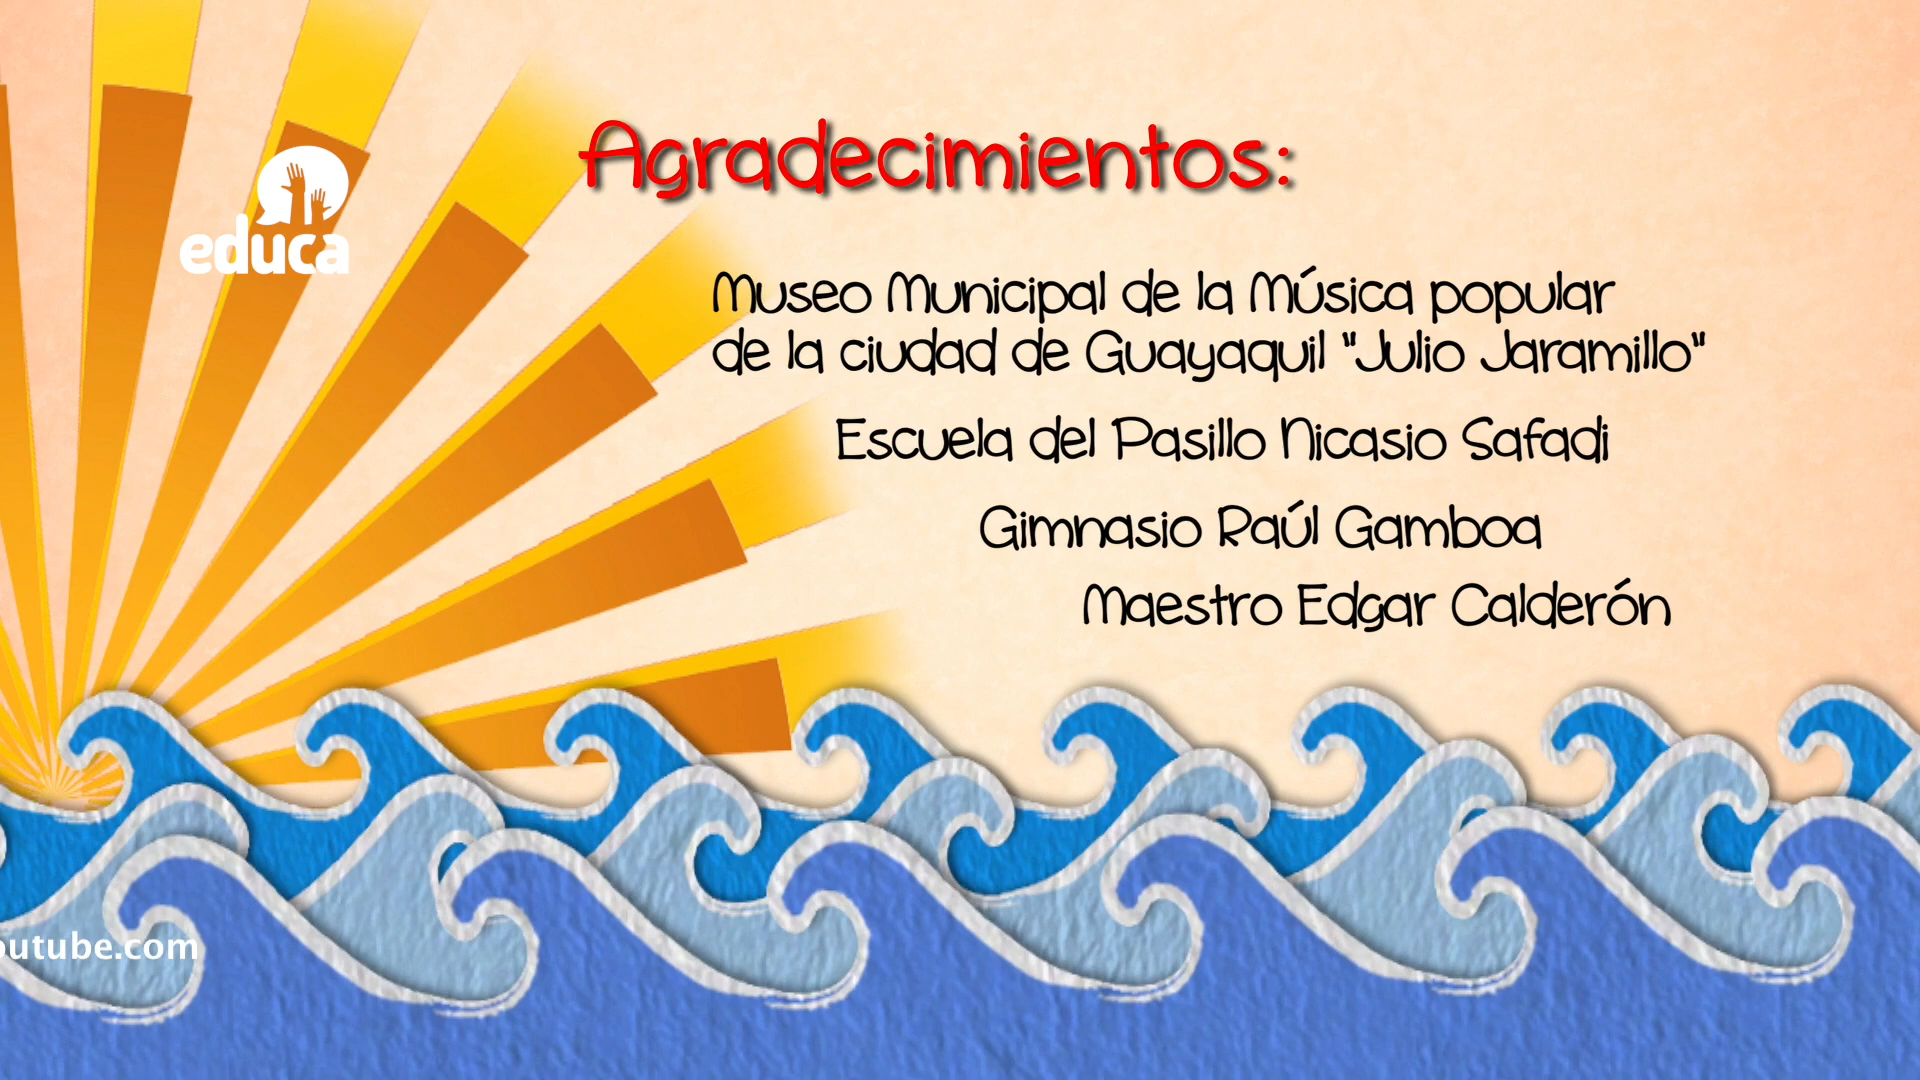 Agradecimientos:
educa
Museo Municipal de la Música popular
de la ciudad de Guayaquil "Julio Jaramillo"
Escuela del Pasillo Nicasio Safadi
Gimnasio Raúl Gamboa
Maestro Edgar Calderón
outube.com